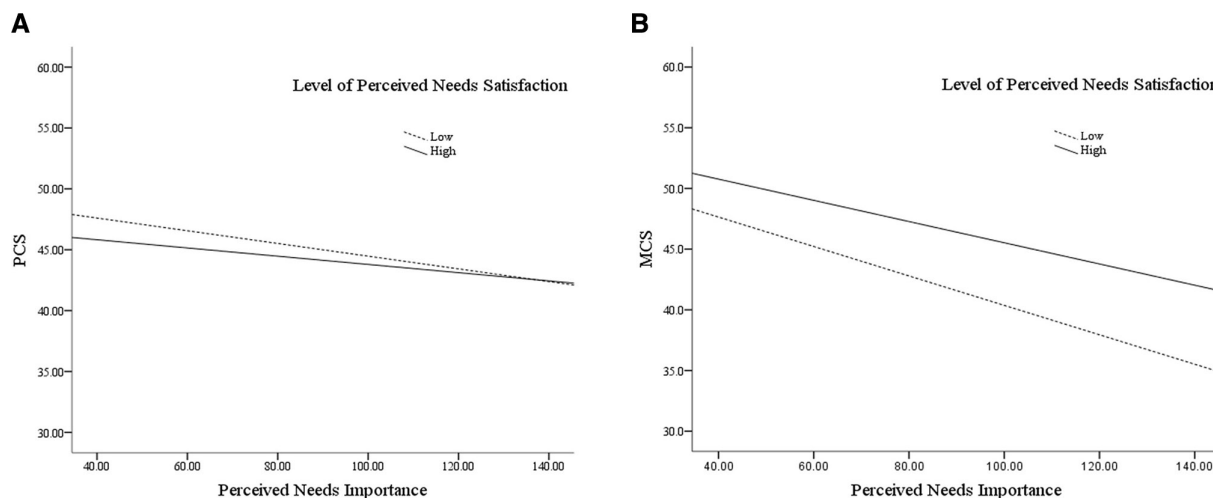 A
Level of Perceived Needs Satisfaction
Low
High
60.00
55.00
50.00
45.00
40.00
35.00
30.00
PCS
40.00 60.00 80.00 100.00 120.00 140.00
Perceived Needs Importance
B
Level of Perceived Needs Satisfaction
Low
High
60.0
55.0
50.0
45.0
40.0
35.0
30.0
MCS
40.00 60.00 80.00 100.00 120.00 140.00
Perceived Needs Importance